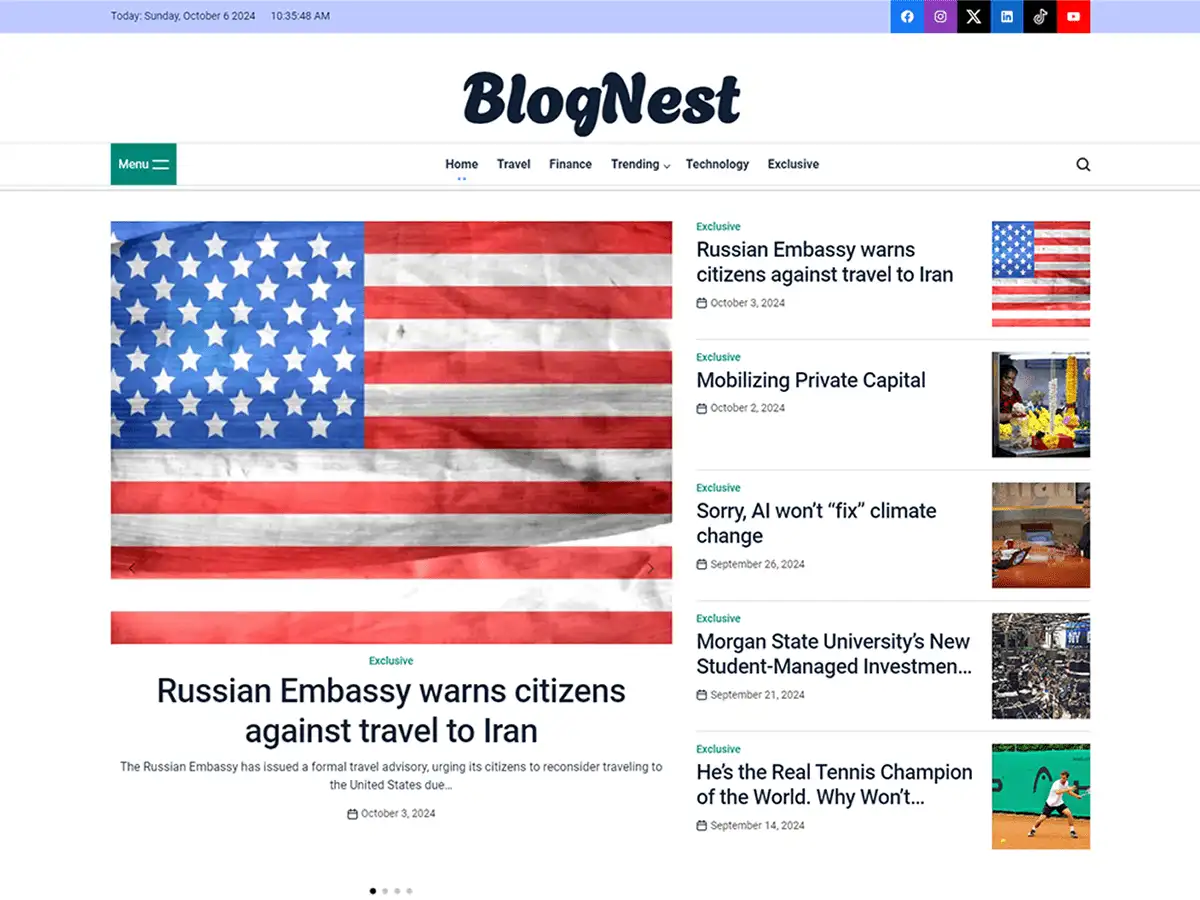 Today: Sunday, October 6 2024 10:35:48 AM
BlogNest
Menu
Home Travel Finance Trending Technology Exclusive
Exclusive
Russian Embassy warns citizens
against travel to Iran
The Russian Embassy has issued a formal travel advisory, urging its citizens to reconsider traveling to
the United States due...
October 3, 2024
Exclusive
Russian Embassy warns
citizens against travel to Iran
October 3, 2024
Exclusive
Mobilizing Private Capital
October 2, 2024
Exclusive
Sorry, AI won’t “fix” climate
change
September 26, 2024
Exclusive
Morgan State University’s New
Student-Managed Investmen...
September 21, 2024
Exclusive
He’s the Real Tennis Champion
of the World. Why Won’t...
September 14, 2024